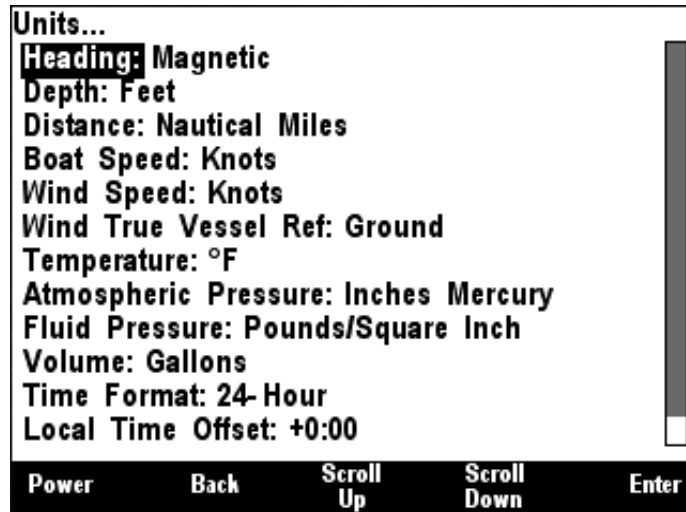 Units...
Heading: Magnetic
Depth: Feet
Distance: Nautical Miles
Boat Speed: Knots
Wind Speed: Knots
Wind True Vessel Ref: Ground
Temperature: °F
Atmospheric Pressure: Inches Mercury
Fluid Pressure: Pounds/Square Inch
Volume: Gallons
Time Format: 24-Hour
Local Time Offset: +0:00
Power Back Scroll Up Scroll Down Enter